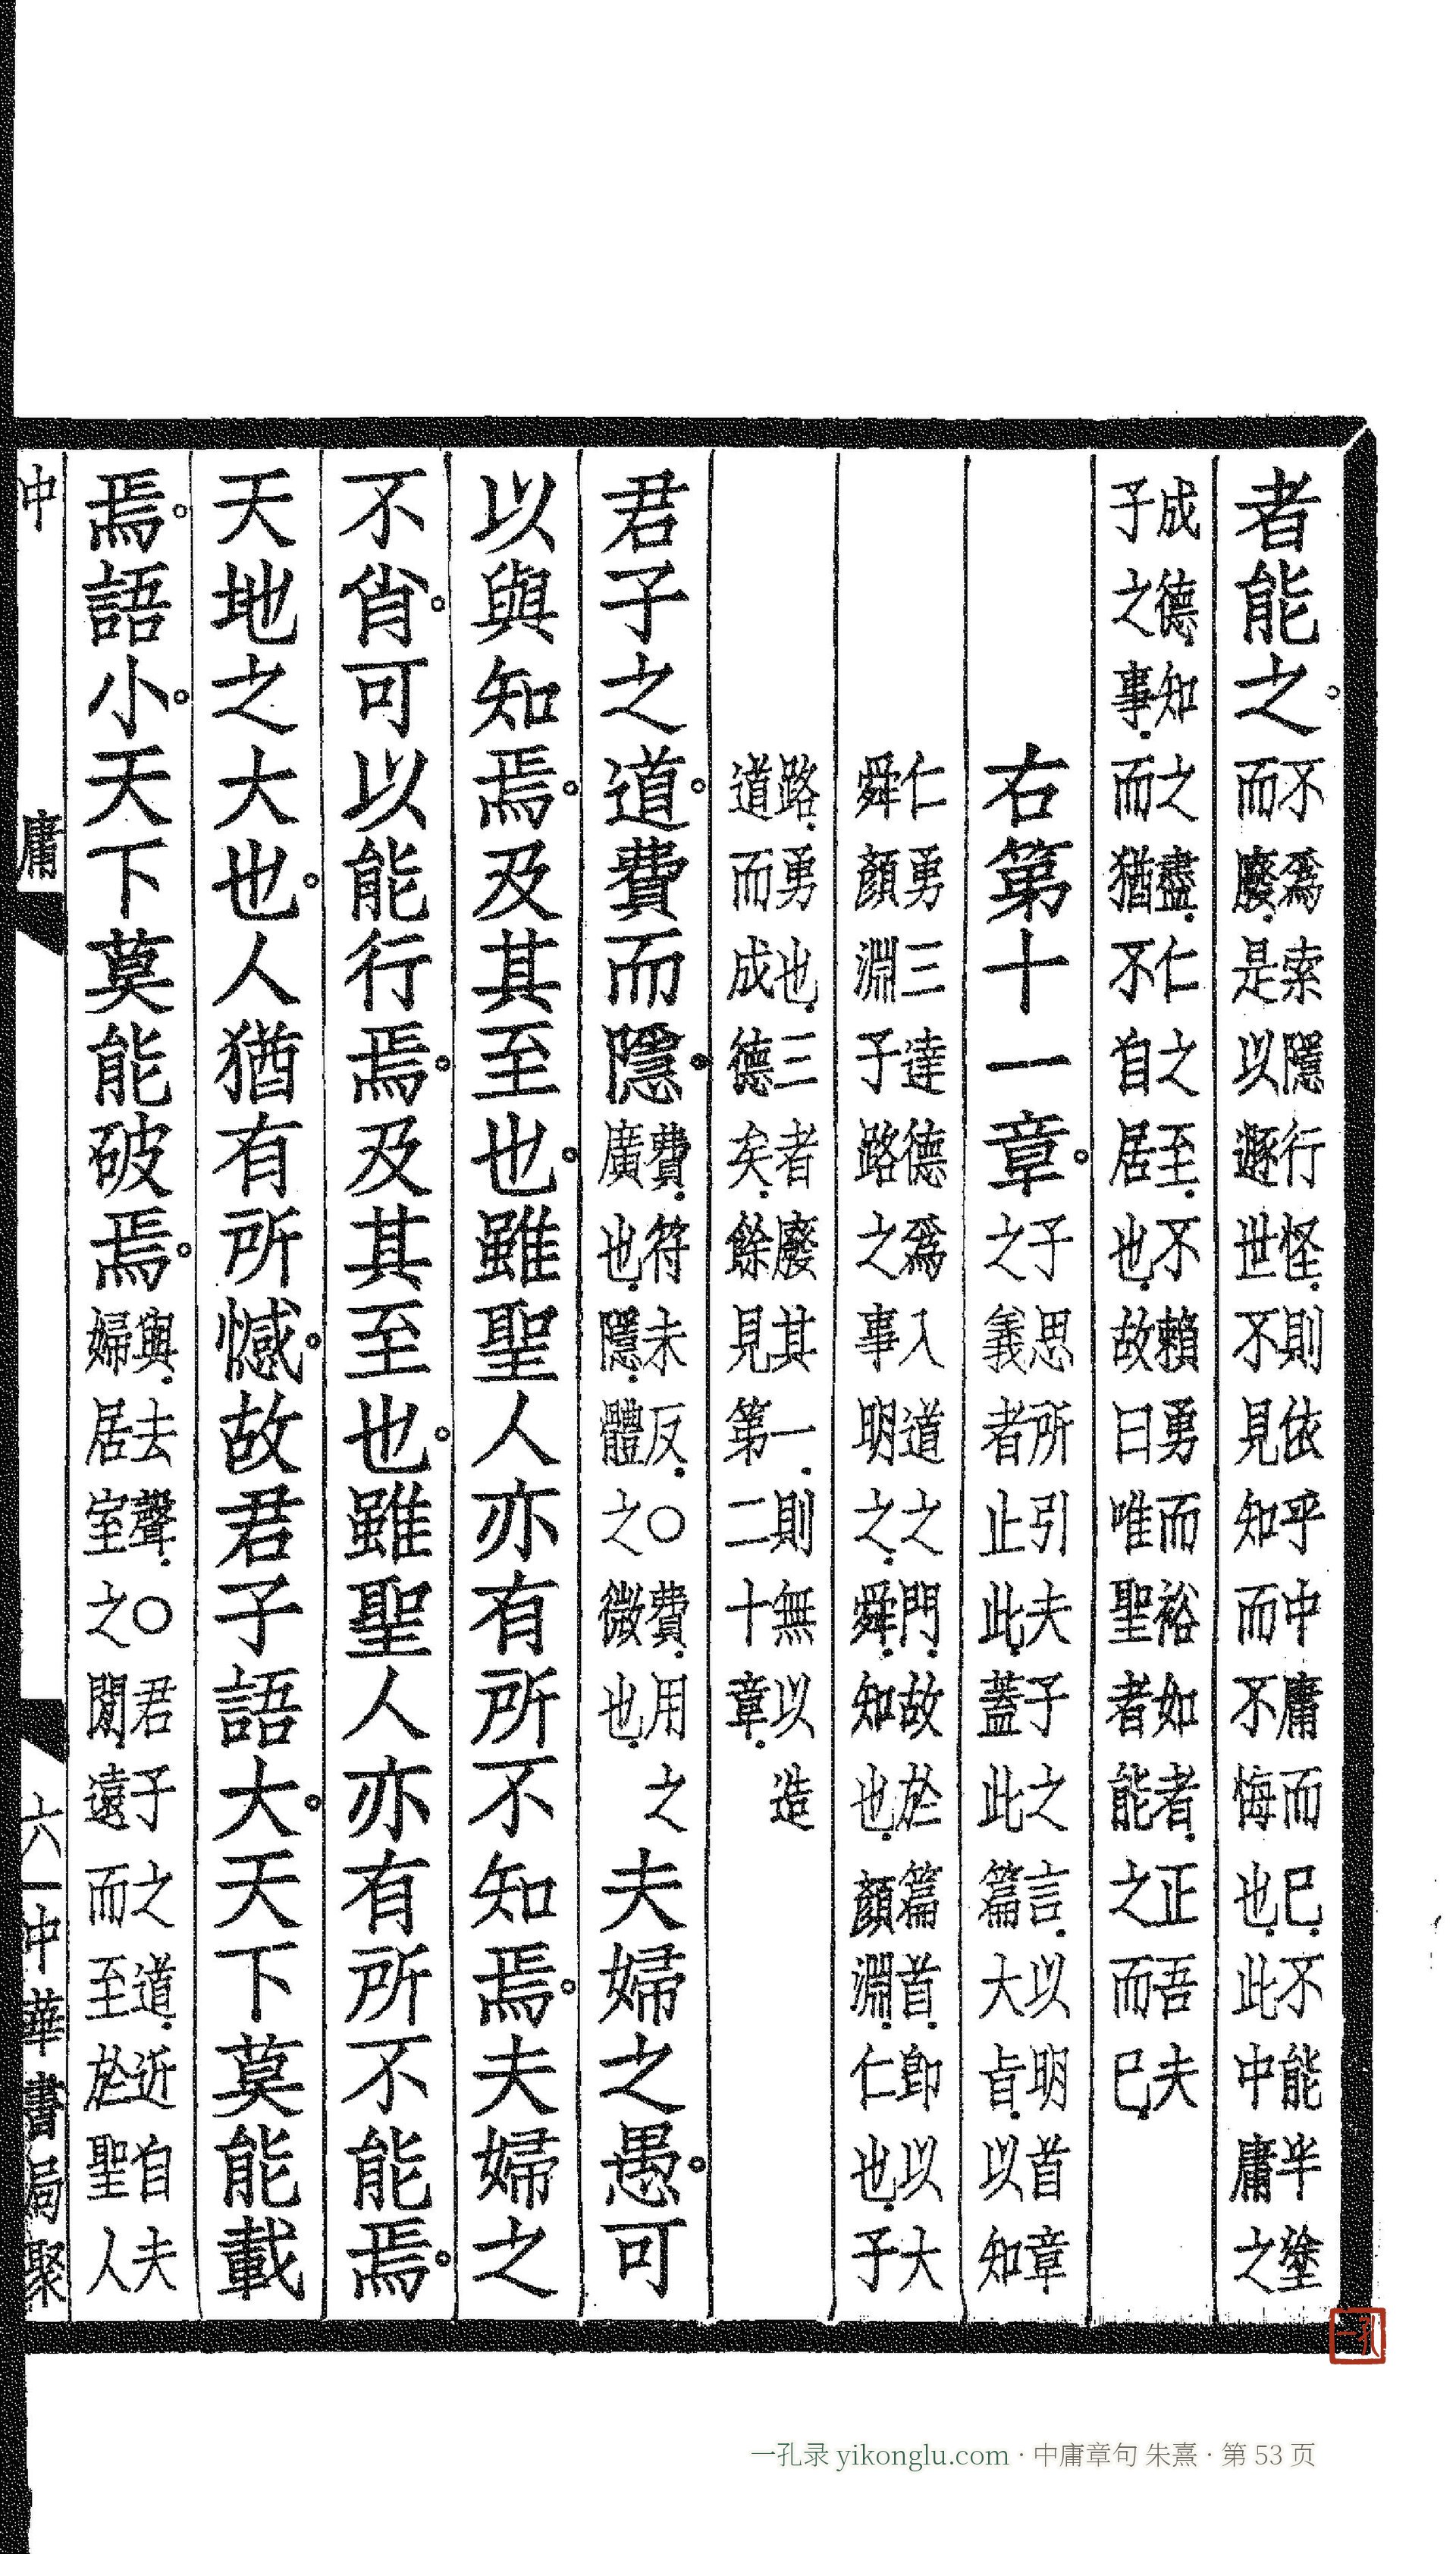 者能之。不爲索隱行怪.則依乎中庸而已.不能半塗
而廢.是以遯世不見知而不悔也.此中庸之
成德.知之盡.仁之至.不賴勇而裕如者.正吾夫
子之事.而猶不自居也.故曰唯聖者能之而已.
右第十一章。子思所引夫子之言.以明首章
之義者止此.蓋此篇大旨.以知
仁勇三達德爲入道之門.故於篇首.卽以大
舜顏淵子路之事明之.舜.知也.顏淵.仁也.子
路.勇也.三者廢其一.則無以造
道而成德矣.餘見第二十章.
君子之道。費而隱。費.符未反.○費.用之
廣也.隱.體之微也.夫婦之愚。可
以與知焉。及其至也。雖聖人亦有所不知焉。夫婦之
不肖。可以能行焉。及其至也。雖聖人亦有所不能焉。
天地之大也。人猶有所憾。故君子語大。天下莫能載
焉。語小。天下莫能破焉。與.去聲.○君子之道.近自夫
婦居室之閒遠而至於聖人
中庸 六一中華書局聚
一孔
一孔录 yikonglu.com · 中庸章句 朱熹 · 第 53 页